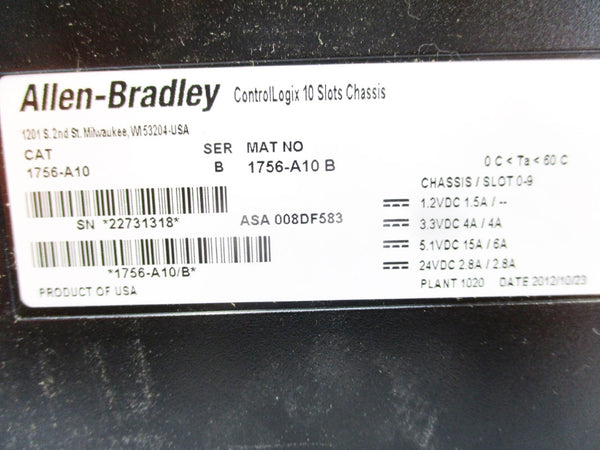 Allen-Bradley ControlLogix 10 Slots Chassis
1201 S. 2nd St. Milwaukee, WI 53204-USA
CAT SER MAT NO
1756-A10 B 1756-A10 B
0 C < Ta < 60 C
CHASSIS / SLOT 0-9
1.2VDC 1.5A / --
SN *22731318* ASA 008DF583
3.3VDC 4A / 4A
5.1VDC 15A / 6A
24VDC 2.8A / 2.8A
*1756-A10/B*
PRODUCT OF USA
PLANT 1020 DATE 2012/10/23